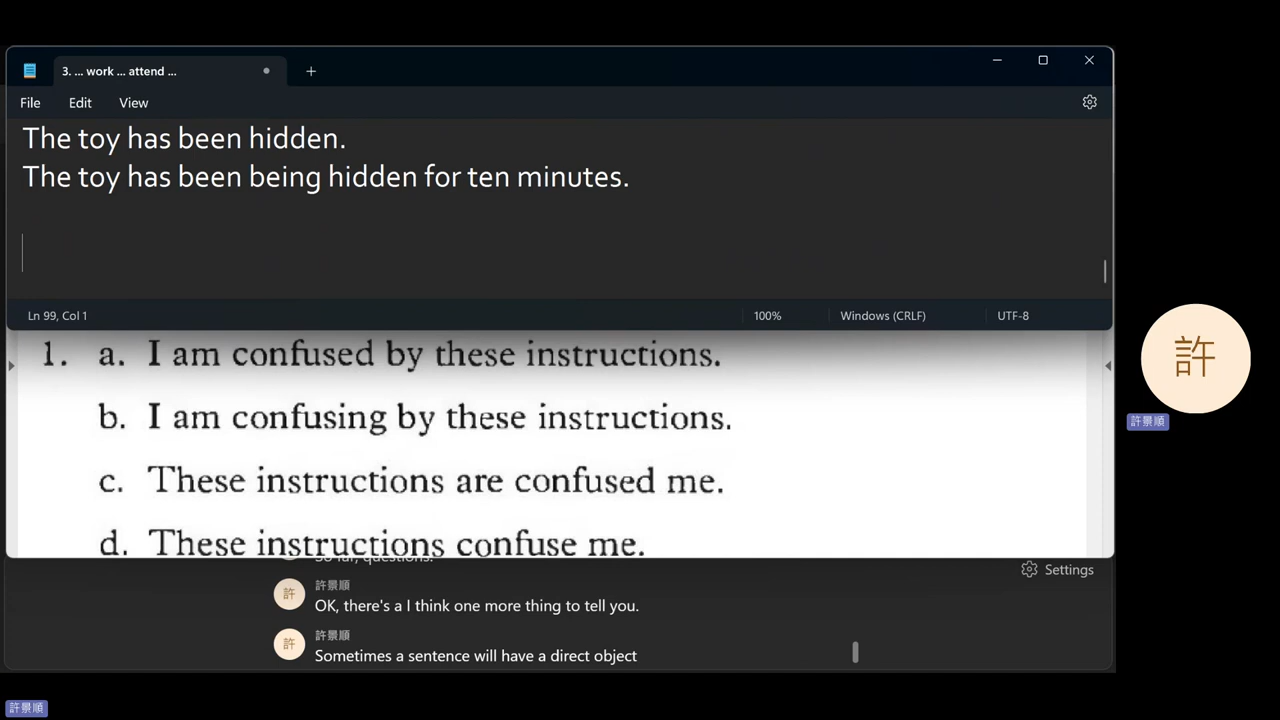 3. ... work ... attend ...
File Edit View
The toy has been hidden.
The toy has been being hidden for ten minutes.
Ln 99, Col 1 100% Windows (CRLF) UTF-8
1. a. I am confused by these instructions.
b. I am confusing by these instructions.
c. These instructions are confused me.
d. These instructions confuse me.
So far, questions.
Settings
許景順
OK, there's a I think one more thing to tell you.
許景順
Sometimes a sentence will have a direct object
許
許
許
許景順
許景順